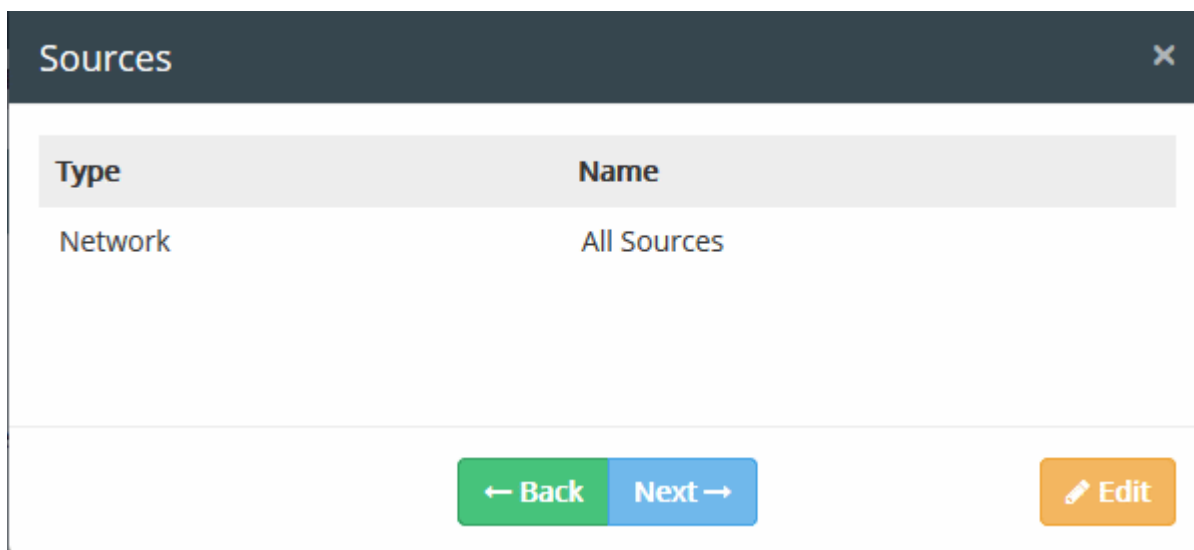 Sources ×
Type Name
Network All Sources
← Back Next → Edit